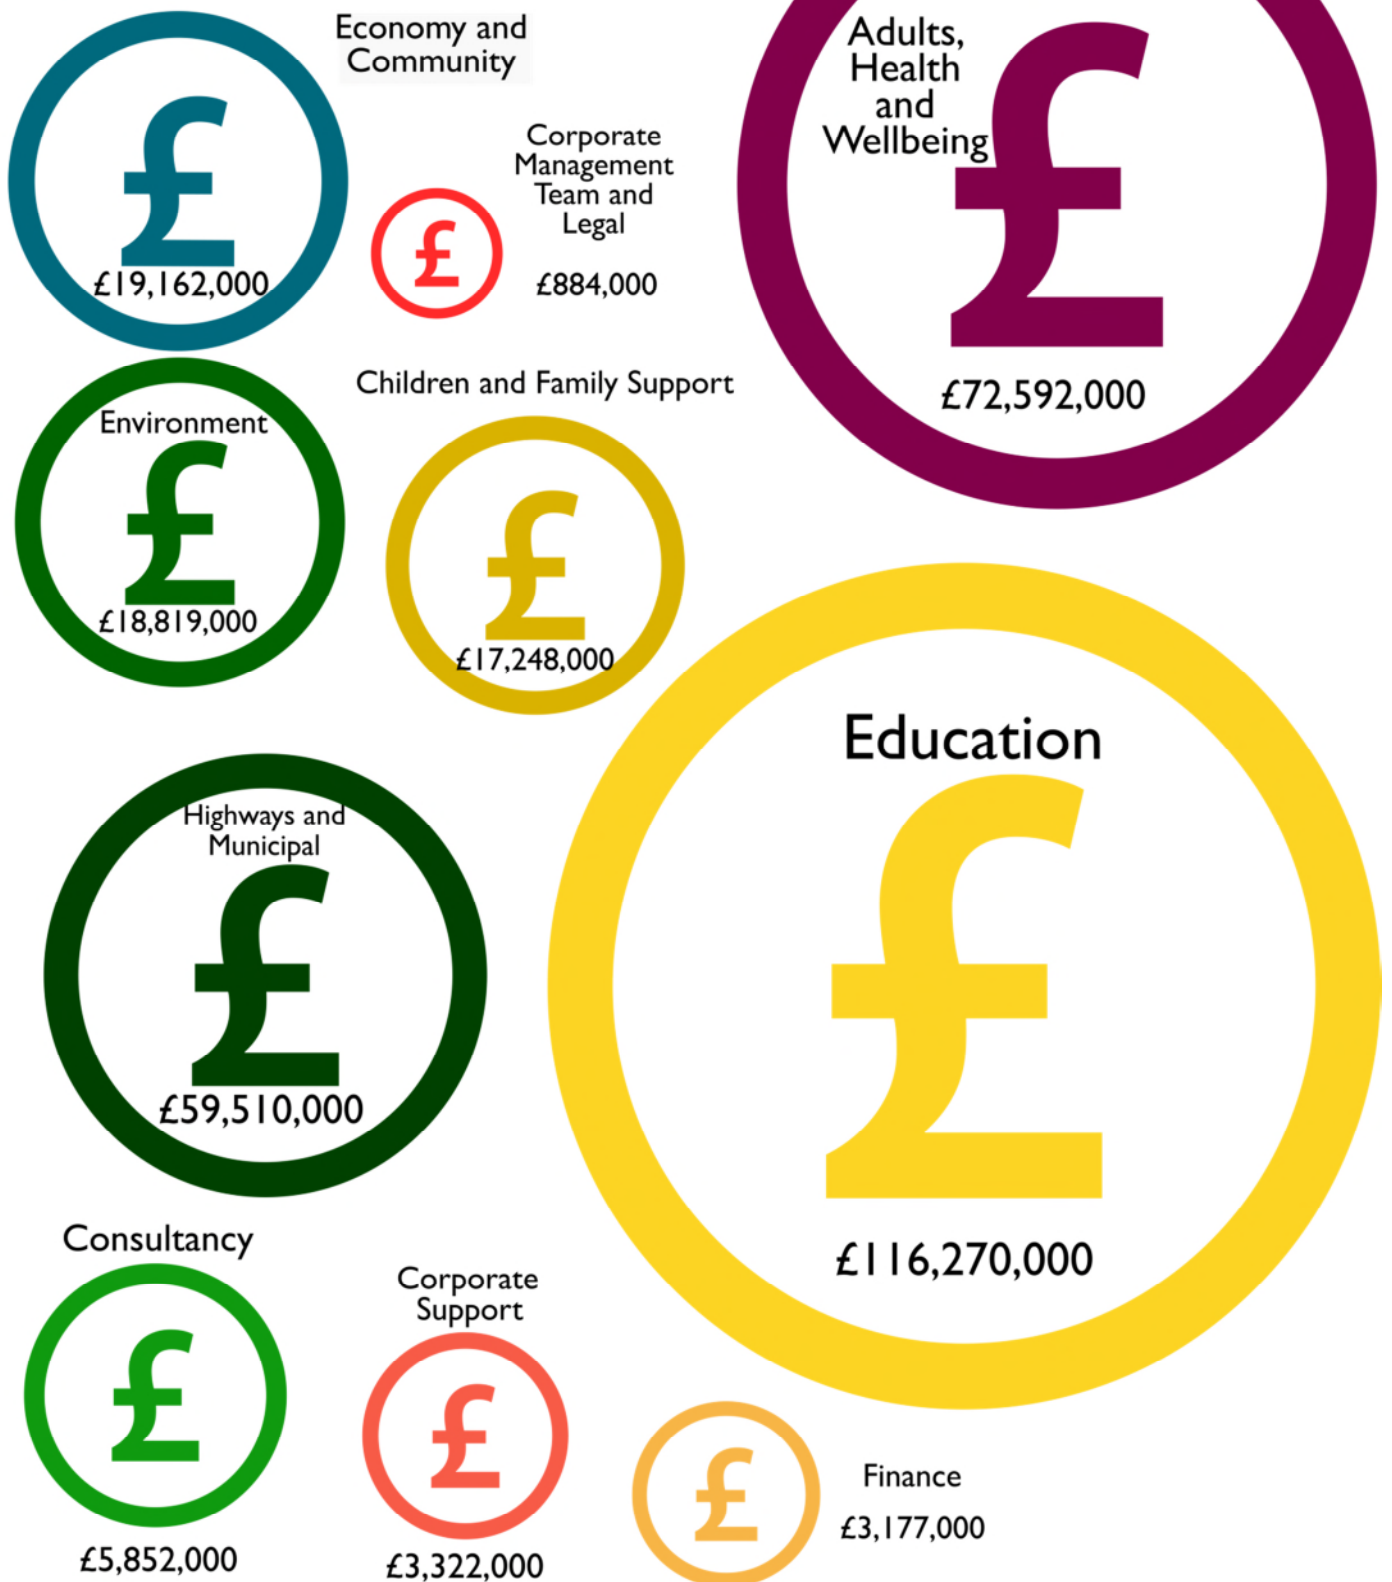 Economy and
Community
£
£19,162,000
Corporate
Management
Team and
Legal
£
£884,000
Adults,
Health
and
Wellbeing
£
£72,592,000
Environment
£
£18,819,000
Children and Family Support
£
£17,248,000
Education
£
£116,270,000
Highways and
Municipal
£
£59,510,000
Consultancy
£
£5,852,000
Corporate
Support
£
£3,322,000
£
Finance
£3,177,000